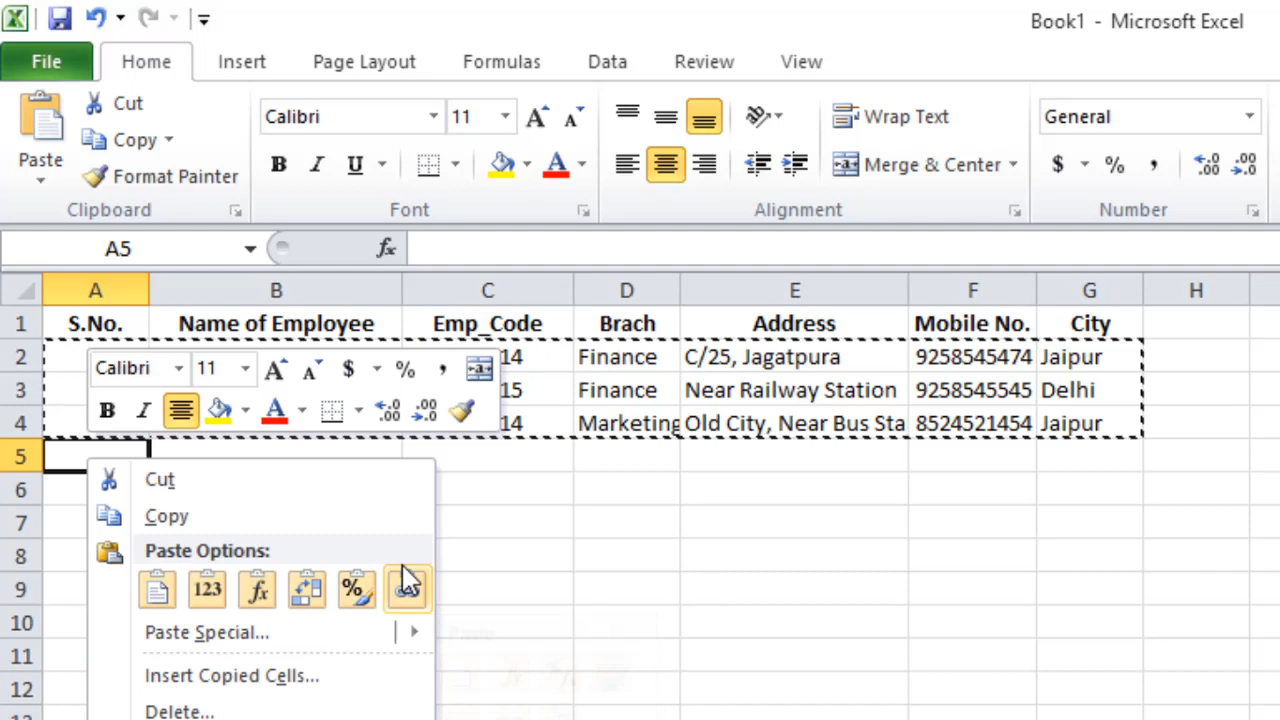 Book1 - Microsoft Excel
File Home Insert Page Layout Formulas Data Review View
Paste
Cut
Copy
Format Painter
Calibri 11
Wrap Text
General
B I U
Merge & Center
$ % ,
Clipboard Font Alignment Number
A5 fx
A B C D E F G H
1 S.No. Name of Employee Emp_Code Brach Address Mobile No. City
2 14 Finance C/25, Jagatpura 9258545474 Jaipur
3 15 Finance Near Railway Station 9258545545 Delhi
4 14 Marketing Old City, Near Bus Sta 8524521454 Jaipur
Calibri 11 A A $ % ,
B I A
5
6
7
8
9
10
11
12
Cut
Copy
Paste Options:
123 fx %
Paste Special...
Insert Copied Cells...
Delete...